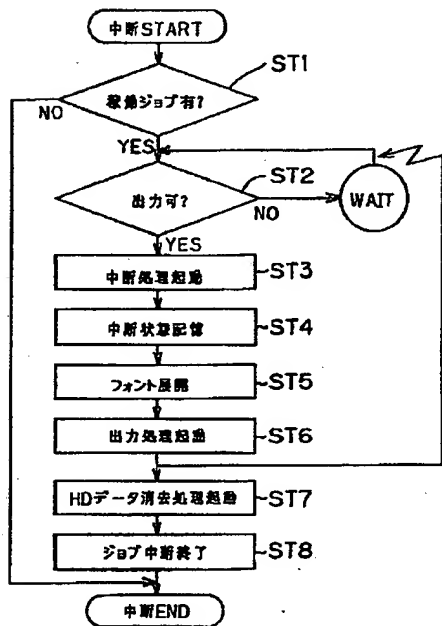 中断START
ST1
稼働ジョブ有?
NO
YES
ST2
出力可?
NO
WAIT
YES
中断処理起動
ST3
中断状態記憶
ST4
フォント展開
ST5
出力処理起動
ST6
HDデータ消去処理起動
ST7
ジョブ中断終了
ST8
中断END